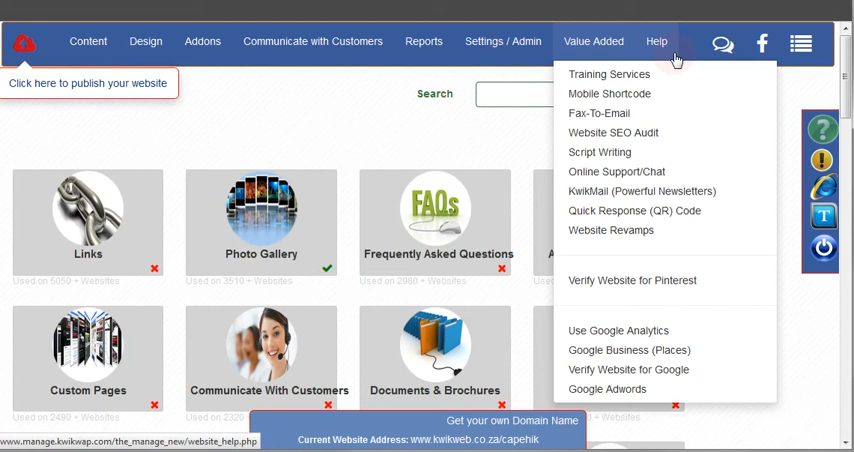 Content Design Addons Communicate with Customers Reports Settings / Admin Value Added Help
Click here to publish your website
Search
Training Services
Mobile Shortcode
Fax-To-Email
Website SEO Audit
Script Writing
Online Support/Chat
KwikMail (Powerful Newsletters)
Quick Response (QR) Code
Website Revamps
Verify Website for Pinterest
Use Google Analytics
Google Business (Places)
Verify Website for Google
Google Adwords
FAQs
Links Photo Gallery Frequently Asked Questions
Used on 5050 + Websites Used on 3510 + Websites Used on 2960 + Websites
Custom Pages Communicate With Customers Documents & Brochures
Used on 2480 + Websites Used on 2320
Get your own Domain Name
Current Website Address: www.kwikweb.co.za/capehik
www.manage.kwikwap.com/the_manage_new/website_help.php
T